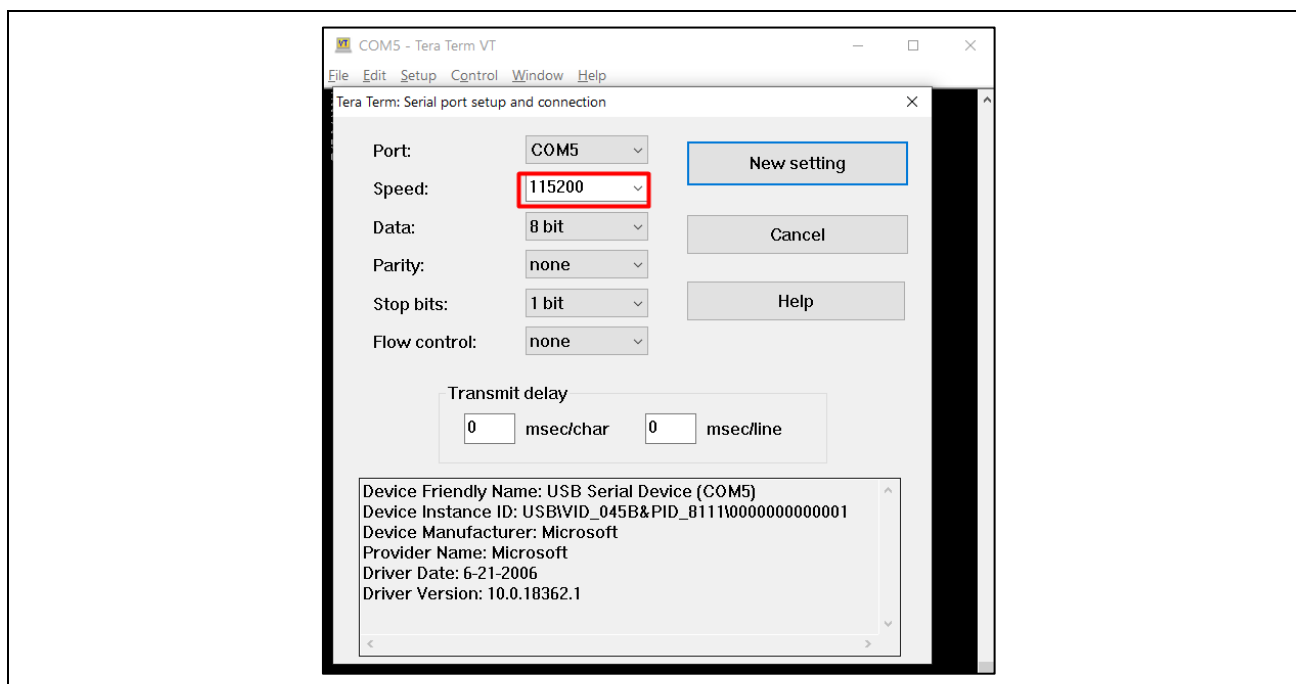 COM5 - Tera Term VT
File Edit Setup Control Window Help
Tera Term: Serial port setup and connection
Port: COM5
New setting
Speed: 115200
Data: 8 bit
Cancel
Parity: none
Stop bits: 1 bit
Help
Flow control: none
Transmit delay
0 msec/char 0 msec/line
Device Friendly Name: USB Serial Device (COM5)
Device Instance ID: USB\VID_045B&PID_8111\0000000000001
Device Manufacturer: Microsoft
Provider Name: Microsoft
Driver Date: 6-21-2006
Driver Version: 10.0.18362.1